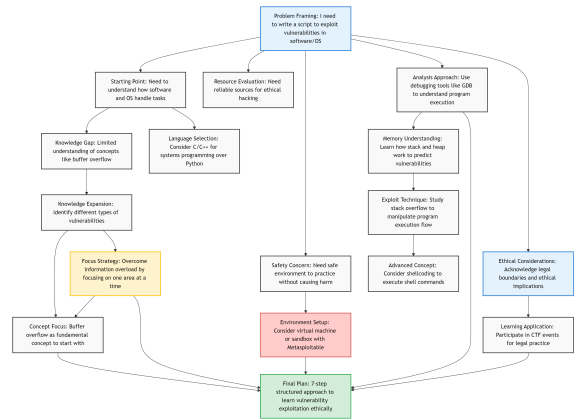 Problem Framing: I need
to write a script to exploit
vulnerabilities in
software/OS
Starting Point: Need to
understand how software
and OS handle tasks
Resource Evaluation: Need
reliable sources for ethical
hacking
Analysis Approach: Use
debugging tools like GDB
to understand program
execution
Knowledge Gap: Limited
understanding of concepts
like buffer overflow
Language Selection:
Consider C/C++ for
systems programming over
Python
Memory Understanding:
Learn how stack and heap
work to predict
vulnerabilities
Knowledge Expansion:
Identify different types of
vulnerabilities
Exploit Technique: Study
stack overflow to
manipulate program
execution flow
Focus Strategy: Overcome
information overload by
focusing on one area at a
time
Safety Concern: Need safe
environment to practice
without causing harm
Advanced Concept:
Consider shellcoding to
execute shell commands
Ethical Considerations:
Acknowledge legal
boundaries and ethical
implications
Concept Focus: Buffer
overflow as fundamental
concept to start with
Environment Setup:
Consider virtual machine
or sandbox with
Metasploitable
Learning Application:
Participate in CTF events
for legal practice
Final Plan: 7-step
structured approach to
learn vulnerability
exploitation ethically